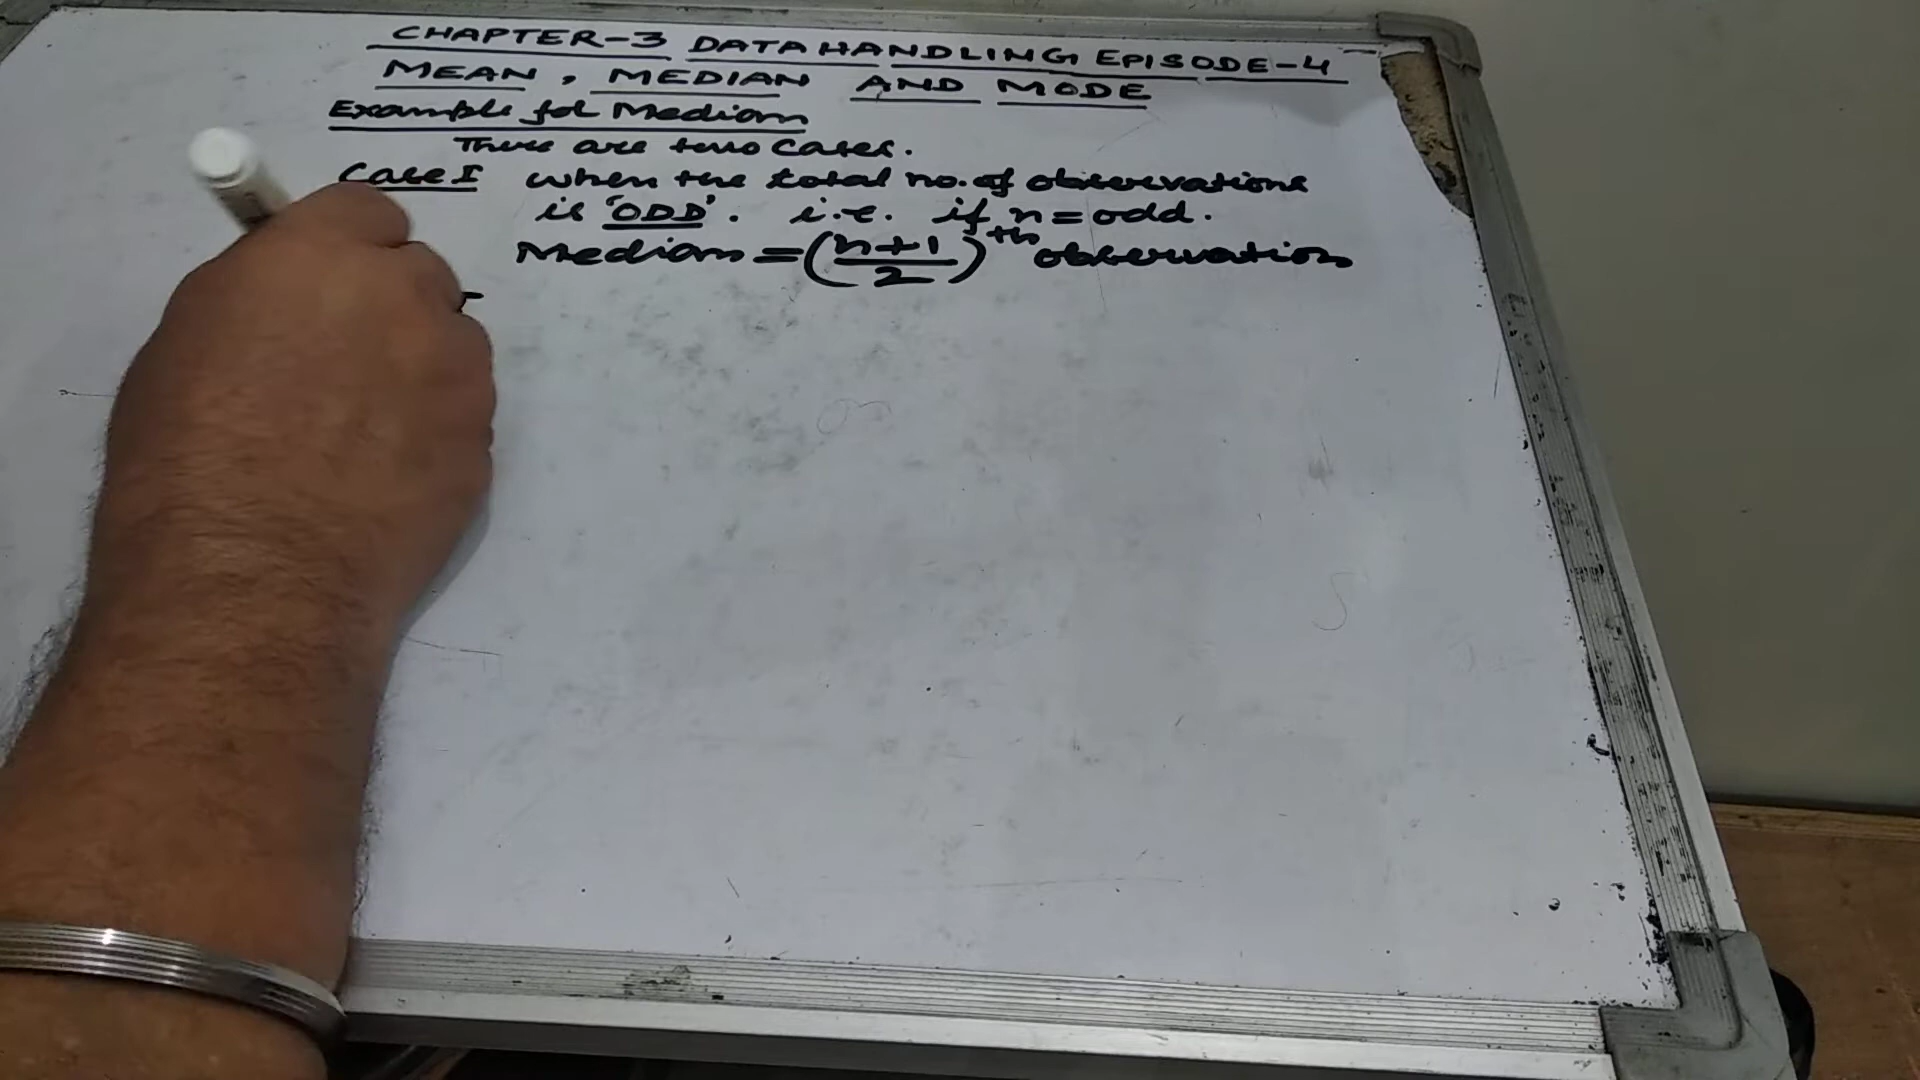 CHAPTER-3 DATA HANDLING EPISODE-4
MEAN, MEDIAN AND MODE
Example for Median
There are two Cases.
Case I when the total no. of observations
is 'ODD'. i.e. if n = odd.
Median = (n+1/2)th observation